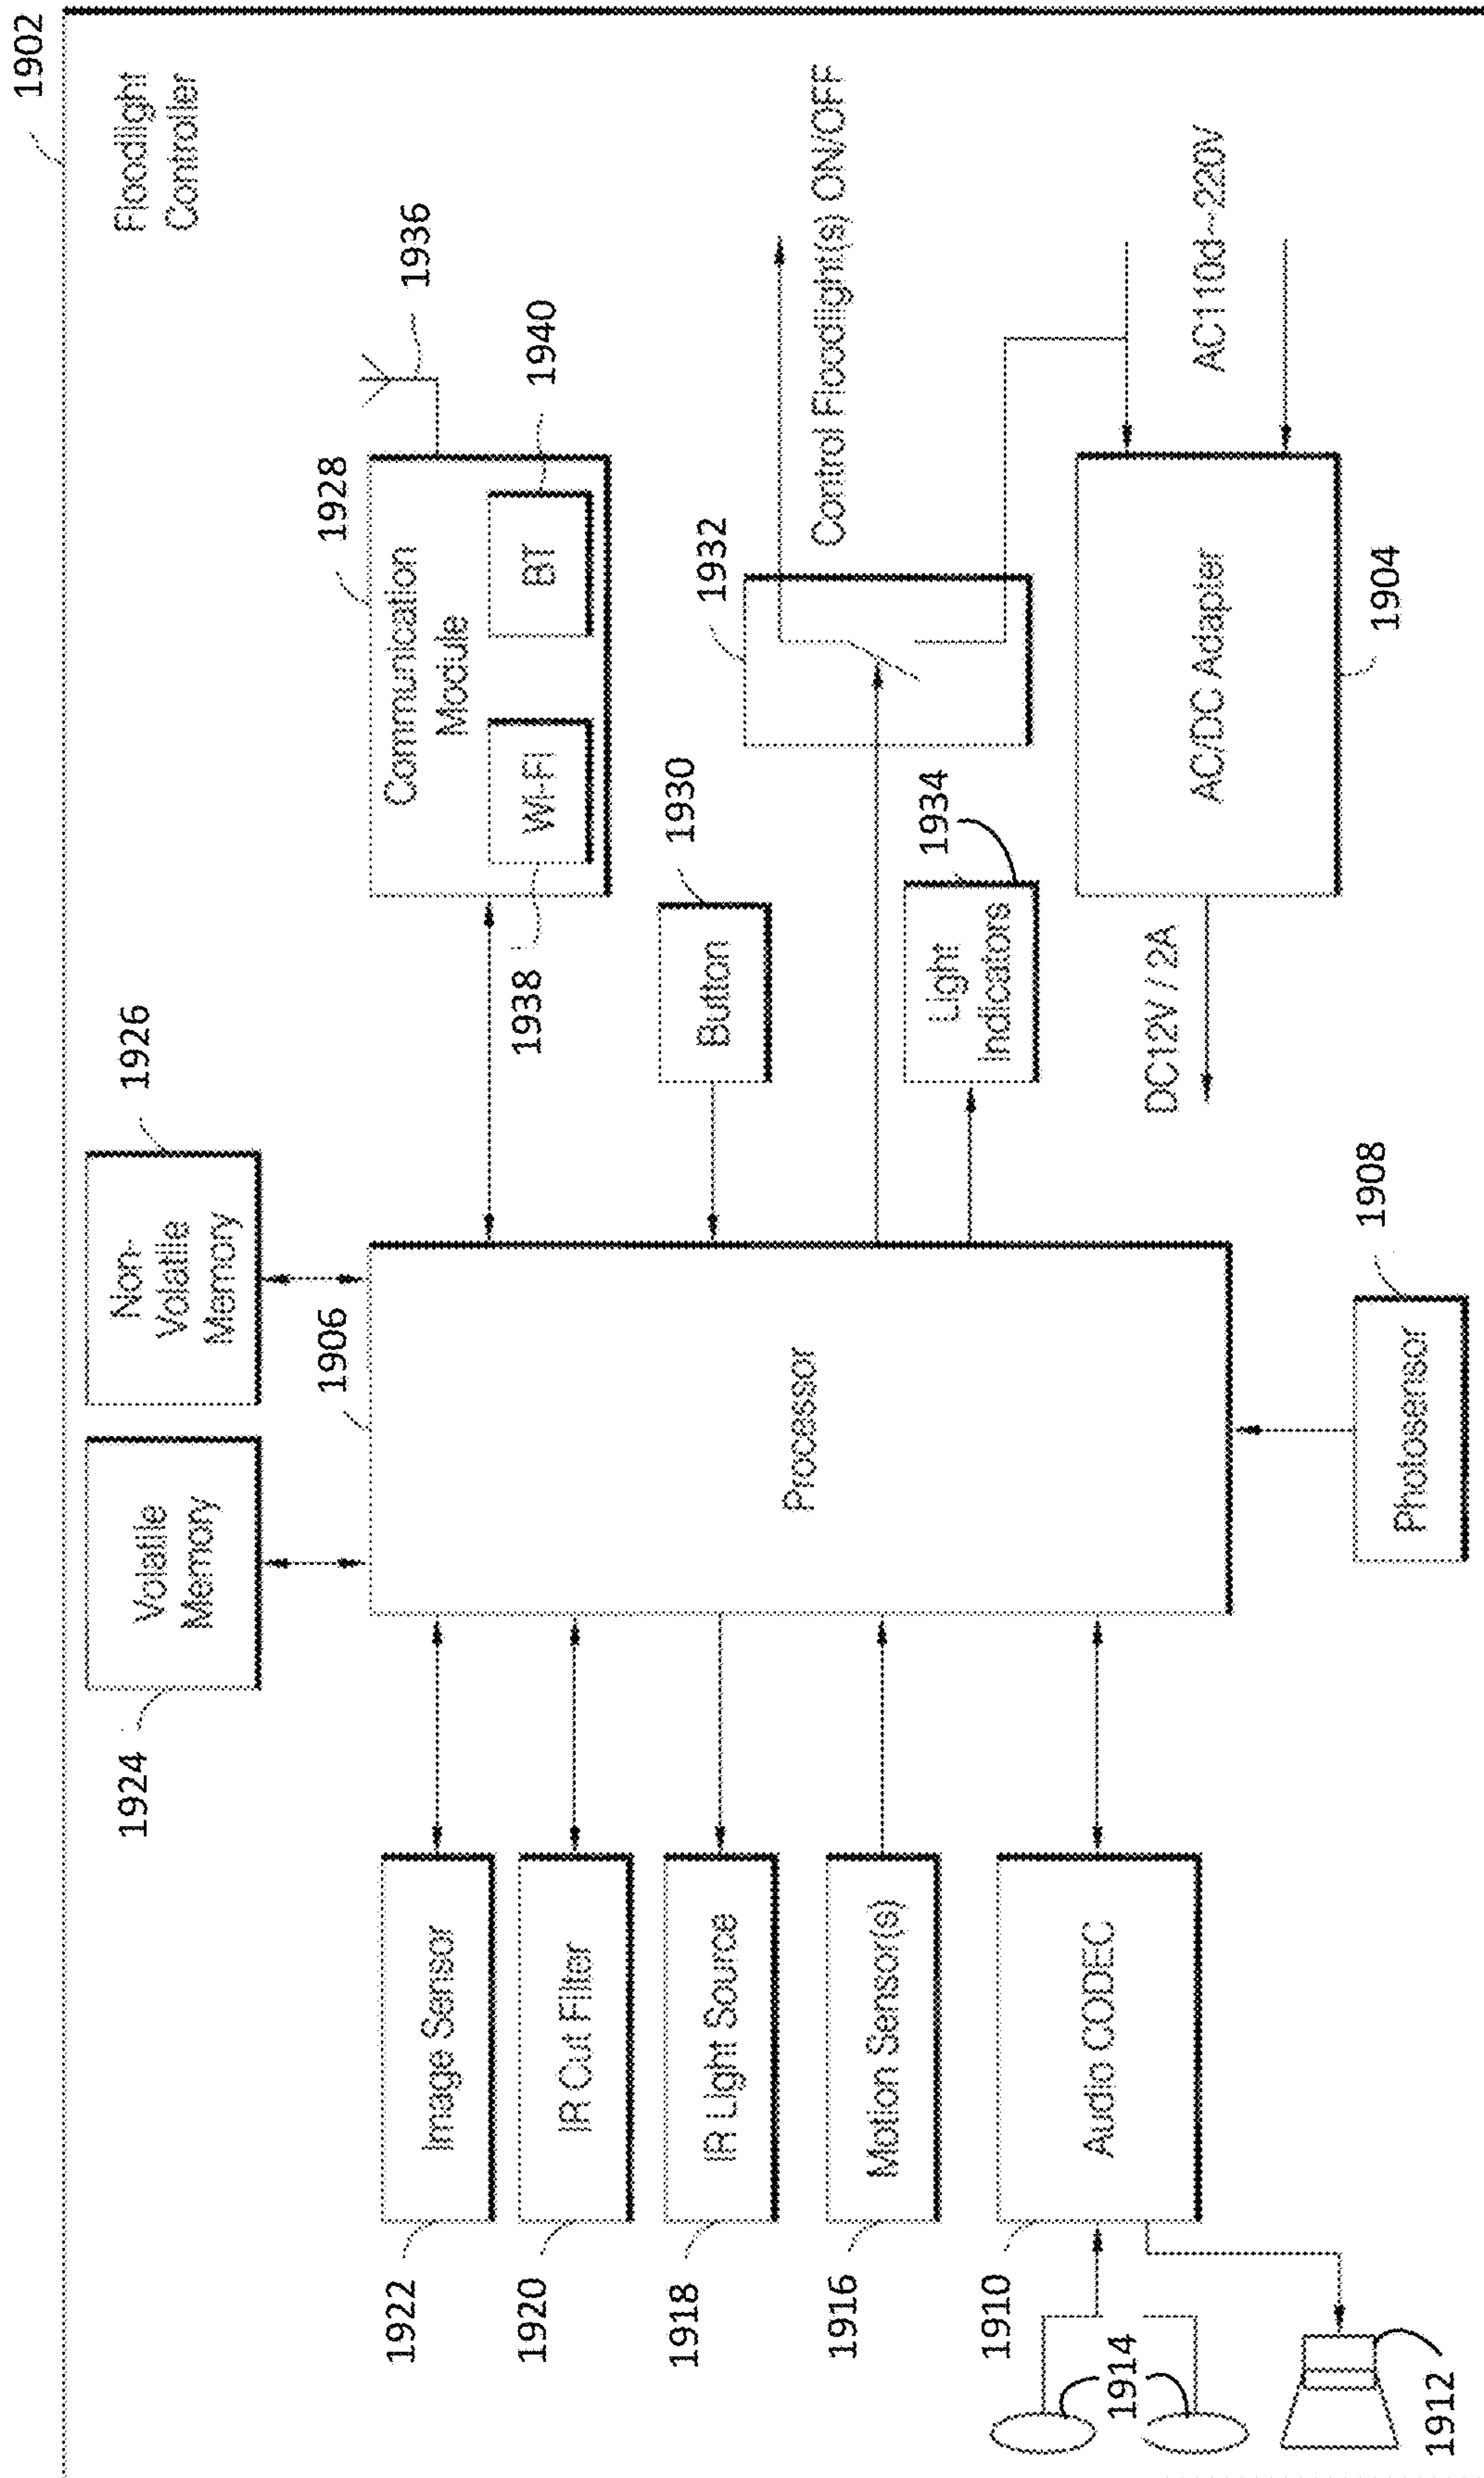 1902
Floodlight
Controller
1924
Volatile
Memory
1926
Non-
Volatile
Memory
1906
Processor
1922
Image Sensor
1920
IR Cut Filter
1918
IR Light Source
1916
Motion Sensor(s)
1910
Audio CODEC
1914
1912
1908
Photosensor
1928
Communication
Module
1936
1938
Wi-Fi
1940
BT
1930
Button
1932
Control Floodlight(s) ON/OFF
1934
Light
Indicators
DC12V / 2A
AC/DC Adapter
1904
AC110d~220V